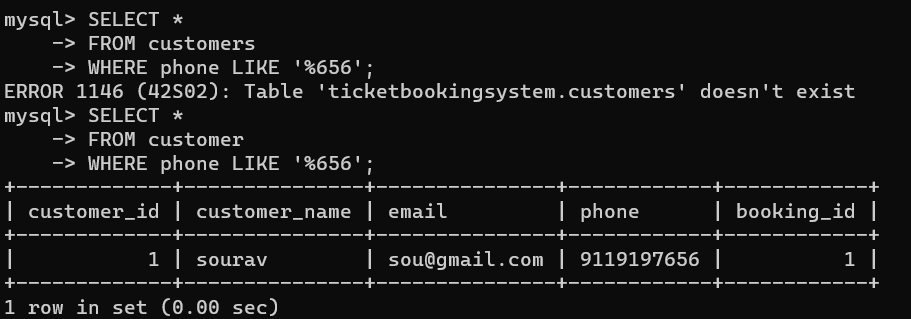 mysql> SELECT *
    -> FROM customers
    -> WHERE phone LIKE '%656';
ERROR 1146 (42S02): Table 'ticketbookingsystem.customers' doesn't exist
mysql> SELECT *
    -> FROM customer
    -> WHERE phone LIKE '%656';
+-------------+---------------+---------------+------------+------------+
| customer_id | customer_name | email         | phone      | booking_id |
+-------------+---------------+---------------+------------+------------+
|           1 | sourav        | sou@gmail.com | 9119197656 |          1 |
+-------------+---------------+---------------+------------+------------+
1 row in set (0.00 sec)